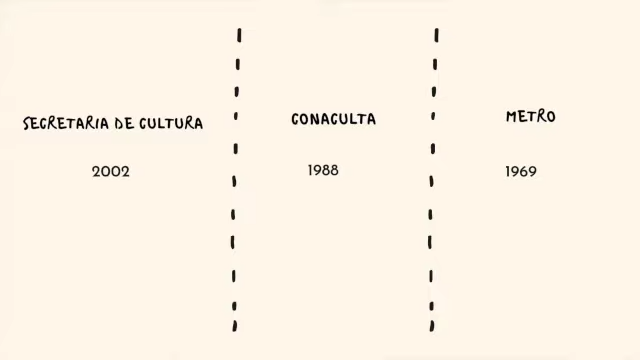 SECRETARIA DE CULTURA
2002
CONACULTA
1988
METRO
1969